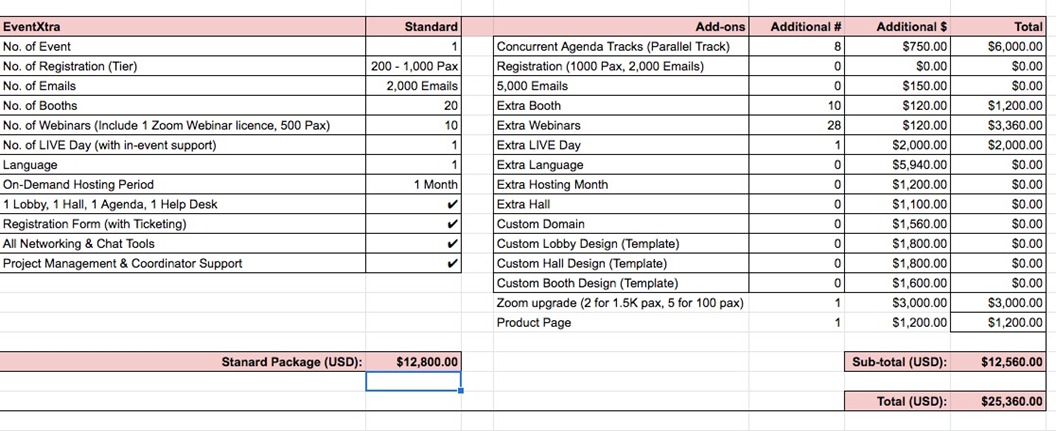 EventXtra Standard Add-ons Additional # Additional $ Total
No. of Event 1 Concurrent Agenda Tracks (Parallel Track) 8 $750.00 $6,000.00
No. of Registration (Tier) 200 - 1,000 Pax Registration (1000 Pax, 2,000 Emails) 0 $0.00 $0.00
No. of Emails 2,000 Emails 5,000 Emails 0 $150.00 $0.00
No. of Booths 20 Extra Booth 10 $120.00 $1,200.00
No. of Webinars (Include 1 Zoom Webinar licence, 500 Pax) 10 Extra Webinars 28 $120.00 $3,360.00
No. of LIVE Day (with in-event support) 1 Extra LIVE Day 1 $2,000.00 $2,000.00
Language 1 Extra Language 0 $5,940.00 $0.00
On-Demand Hosting Period 1 Month Extra Hosting Month 0 $1,200.00 $0.00
1 Lobby, 1 Hall, 1 Agenda, 1 Help Desk ✔ Extra Hall 0 $1,100.00 $0.00
Registration Form (with Ticketing) ✔ Custom Domain 0 $1,560.00 $0.00
All Networking & Chat Tools ✔ Custom Lobby Design (Template) 0 $1,800.00 $0.00
Project Management & Coordinator Support ✔ Custom Hall Design (Template) 0 $1,800.00 $0.00
Custom Booth Design (Template) 0 $1,600.00 $0.00
Zoom upgrade (2 for 1.5K pax, 5 for 100 pax) 1 $3,000.00 $3,000.00
Product Page 1 $1,200.00 $1,200.00
Stanard Package (USD): $12,800.00 Sub-total (USD): $12,560.00
Total (USD): $25,360.00